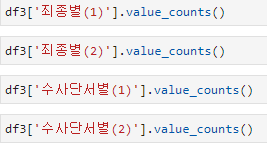 df3['죄종별(1)'].value_counts()
df3['죄종별(2)'].value_counts()
df3['수사단서별(1)'].value_counts()
df3['수사단서별(2)'].value_counts()